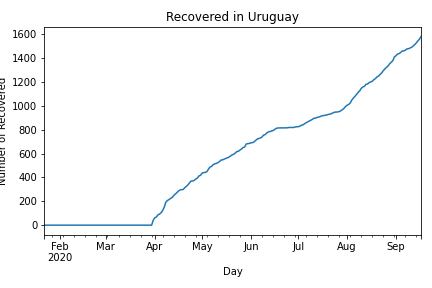 Recovered in Uruguay
Number of Recovered
1600
1400
1200
1000
800
600
400
200
0
Feb
2020
Mar
Apr
May
Jun
Jul
Aug
Sep
Day